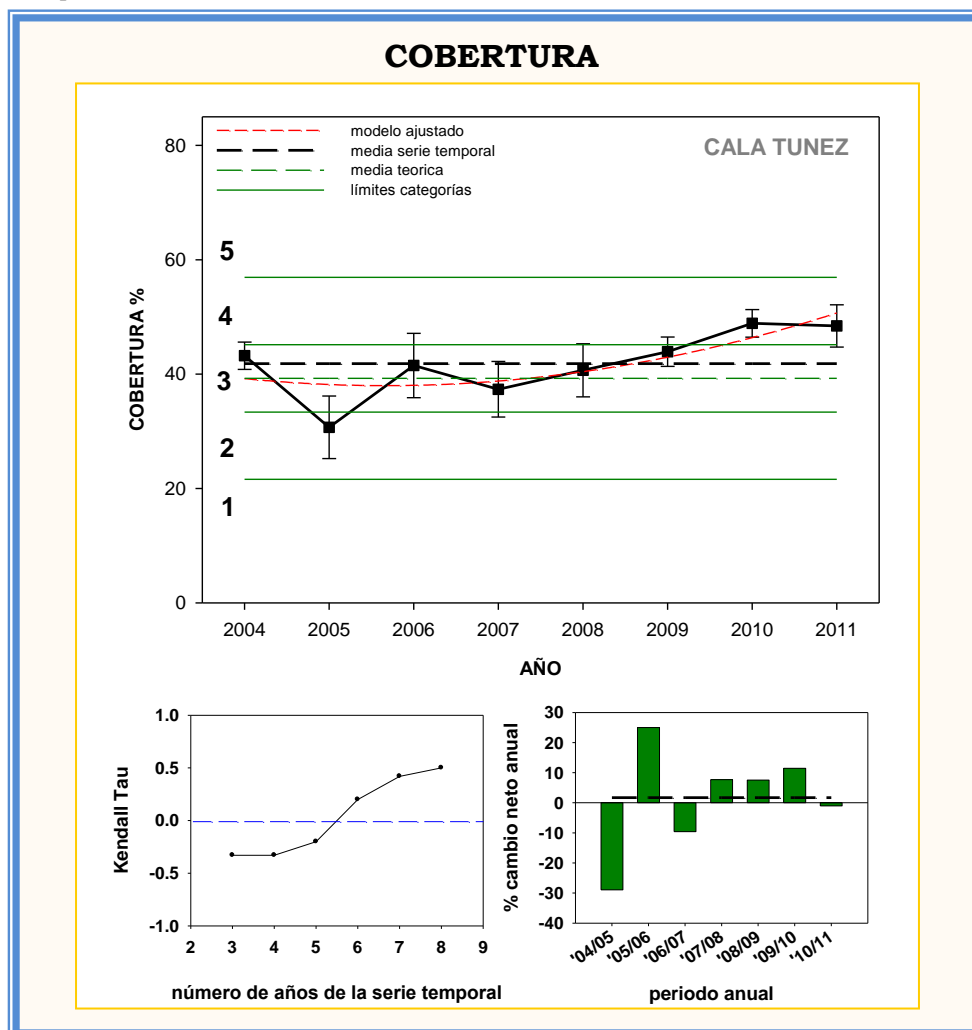 COBERTURA
modelo ajustado
media serie temporal
media teorica
límites categorías
CALA TUNEZ
COBERTURA %
80
60
40
20
0
5
4
3
2
1
2004 2005 2006 2007 2008 2009 2010 2011
AÑO
Kendall Tau
1.0
0.5
0.0
-0.5
-1.0
2 3 4 5 6 7 8 9
número de años de la serie temporal
% cambio neto anual
30
20
10
0
-10
-20
-30
-40
'04/05 '05/06 '06/07 '07/08 '08/09 '09/10 '10/11
periodo anual